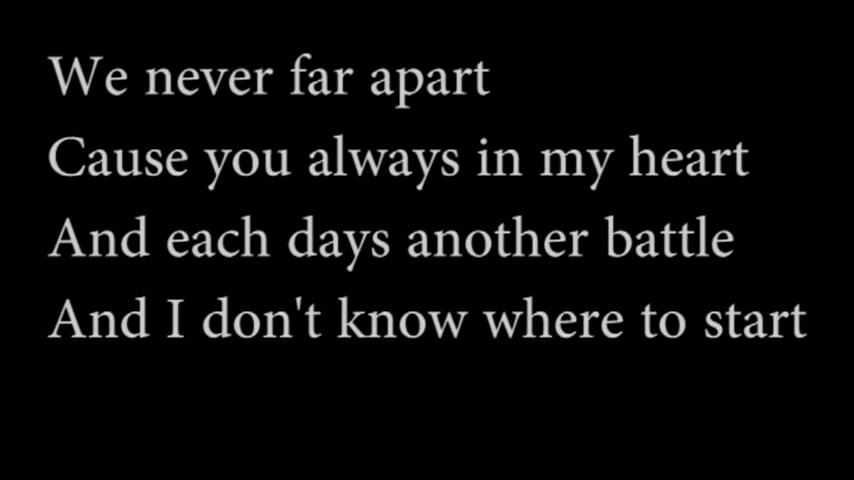 We never far apart
Cause you always in my heart
And each days another battle
And I don't know where to start